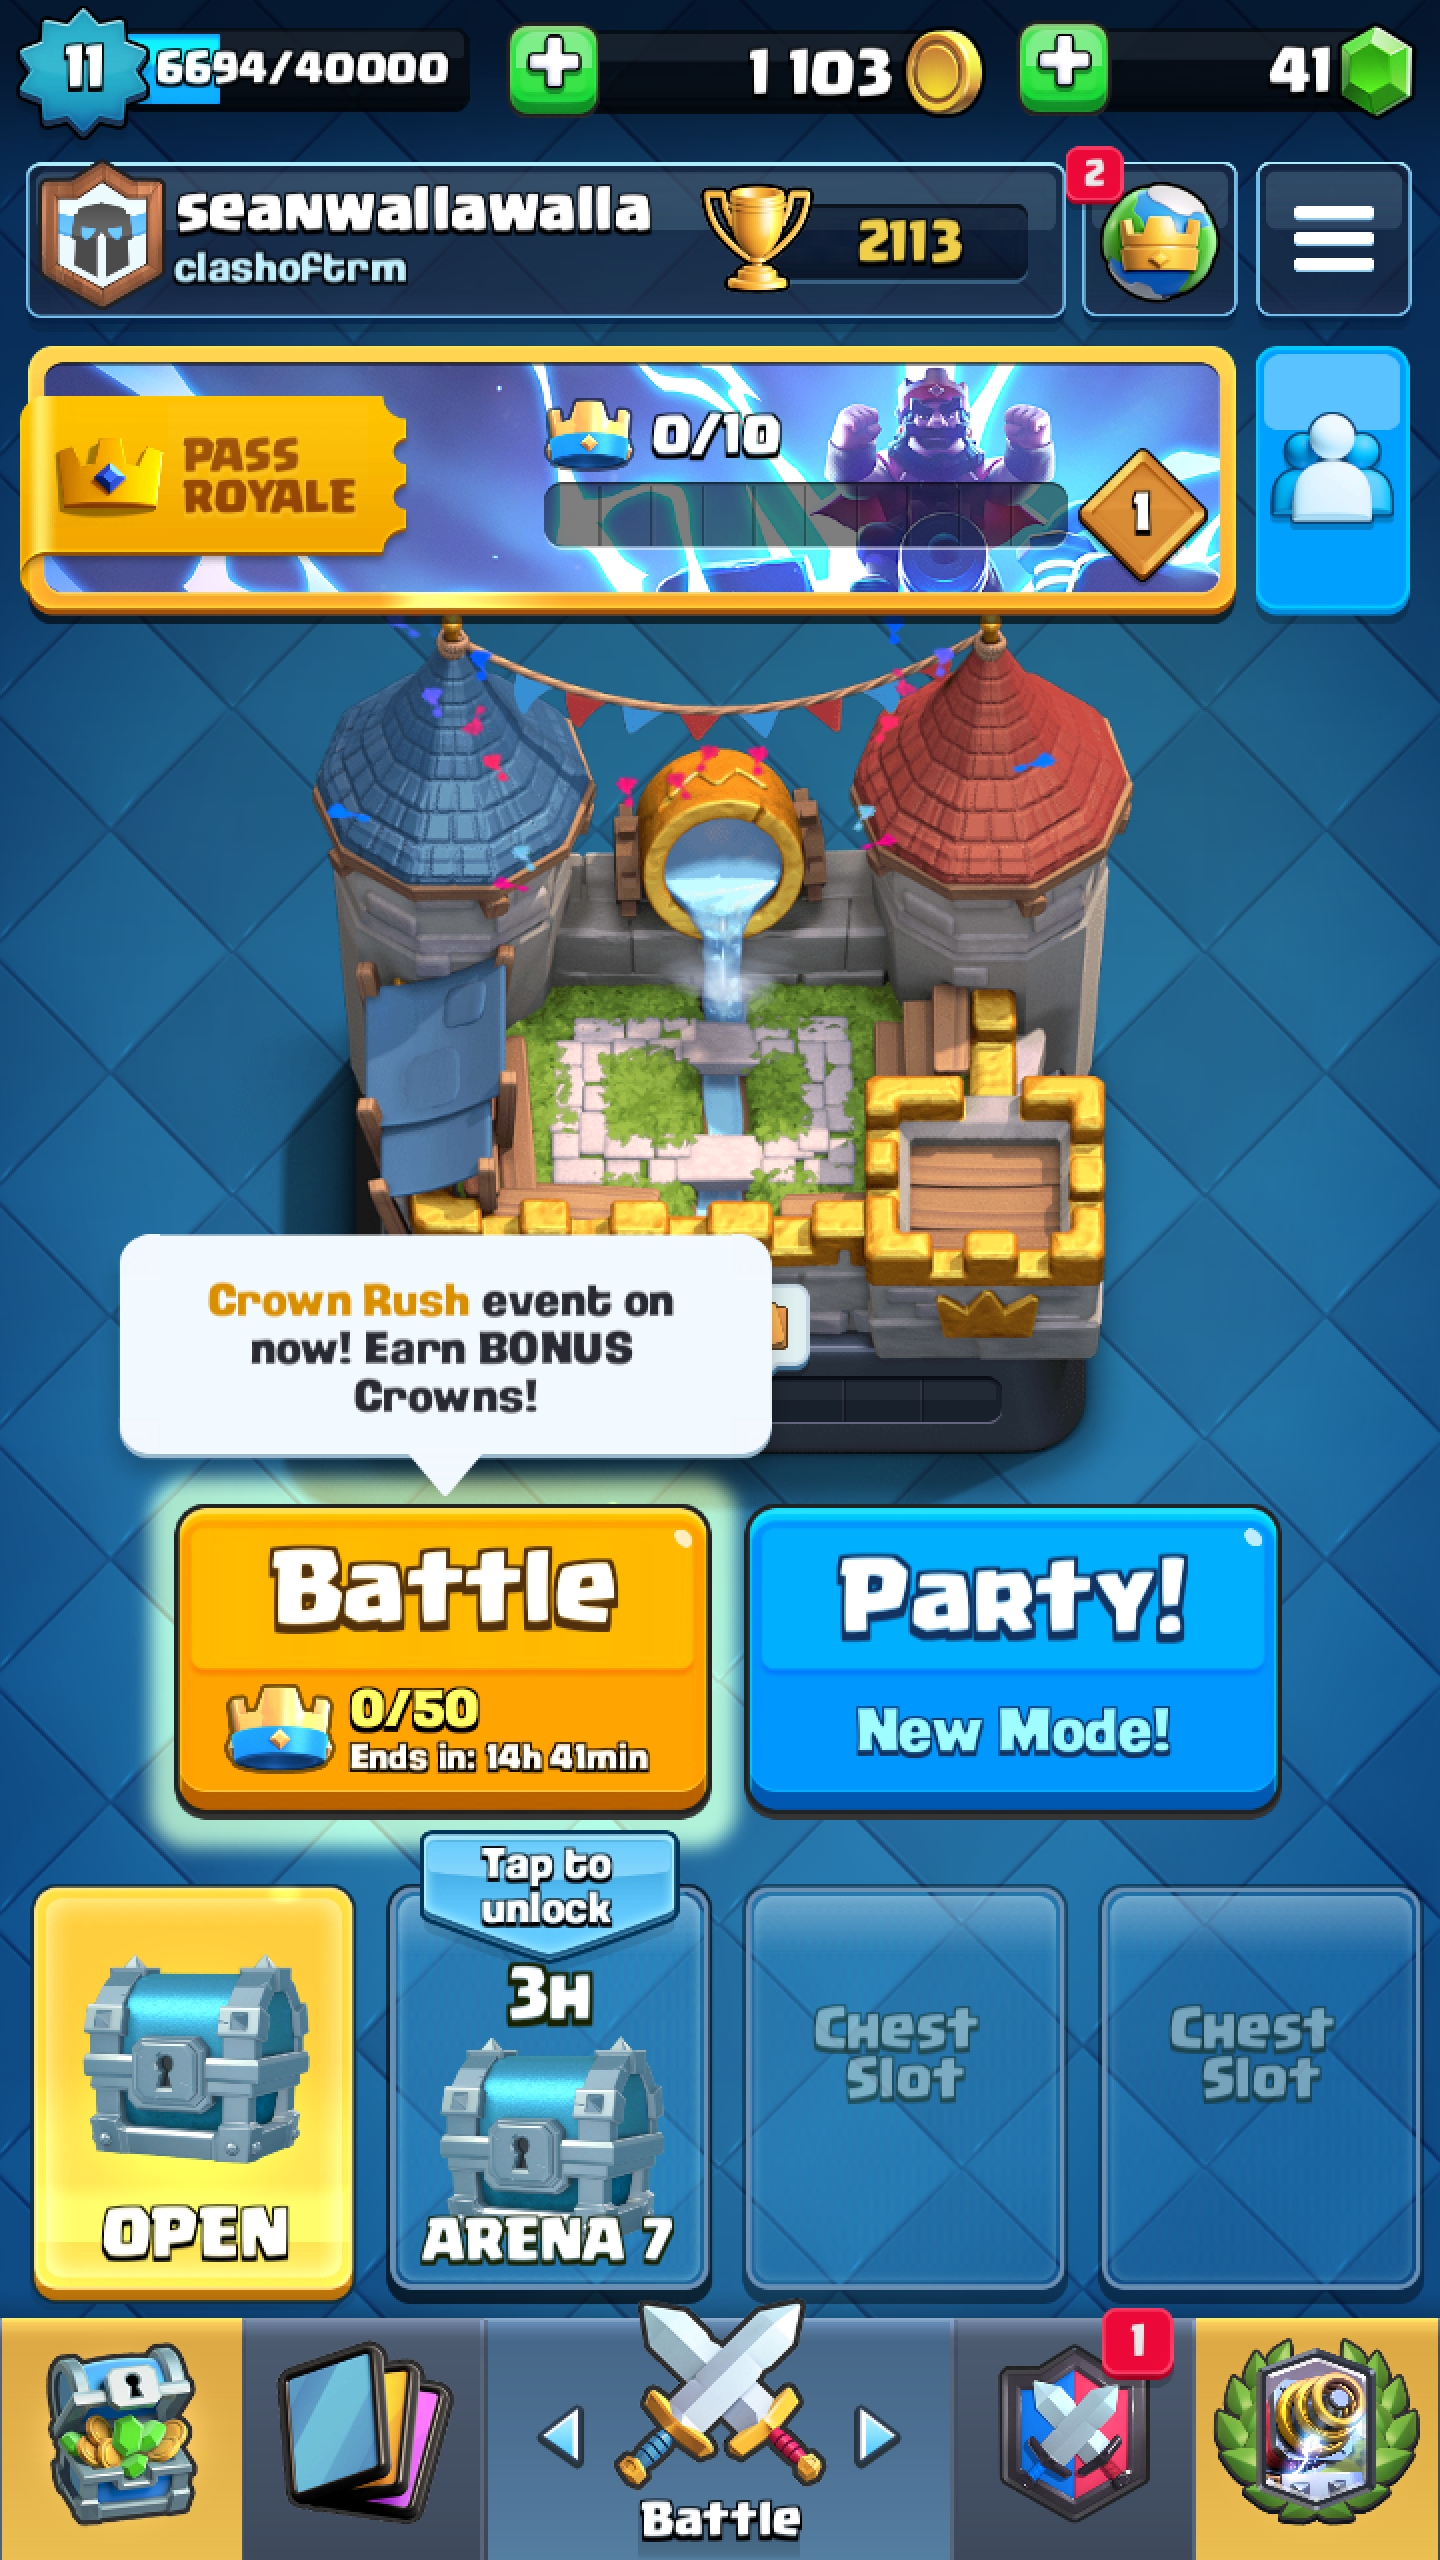 11
6694/40000
1 103
41
seanwallawalla
clashoftrm
2113
2
PASS
ROYALE
0/10
1
Crown Rush event on
now! Earn BONUS
Crowns!
Battle
0/50
Ends in: 14h 41min
Party!
New Mode!
Tap to
unlock
OPEN
3H
ARENA 7
Chest
Slot
Chest
Slot
Battle
1